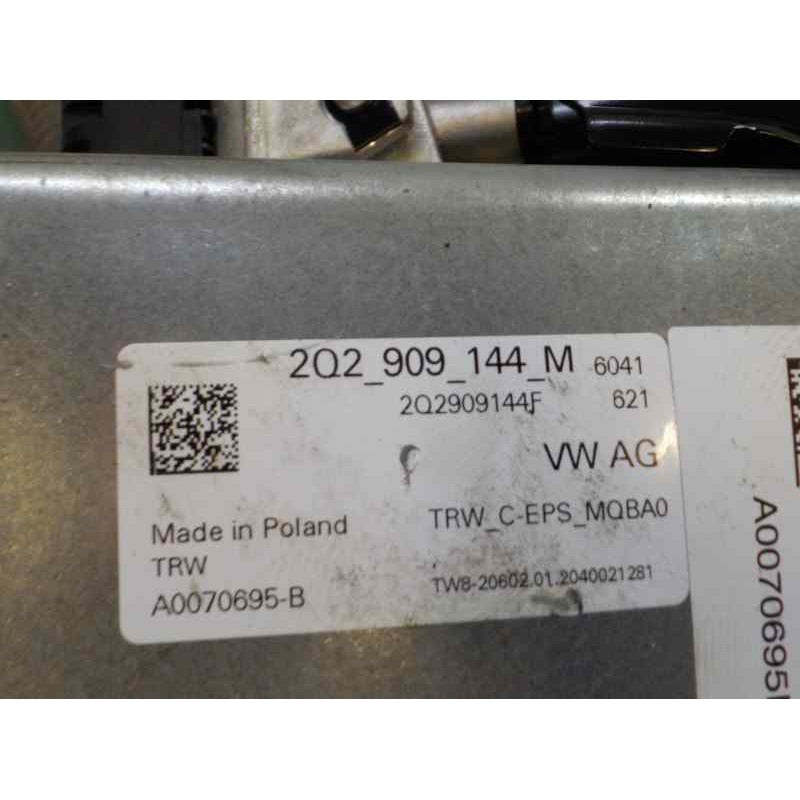 2Q2_909_144_M 6041
2Q2909144F 621
VW AG
TRW_C-EPS_MQBA0
Made in Poland
TRW
A0070695-B
TW8-20602.01.2040021281
A0070695